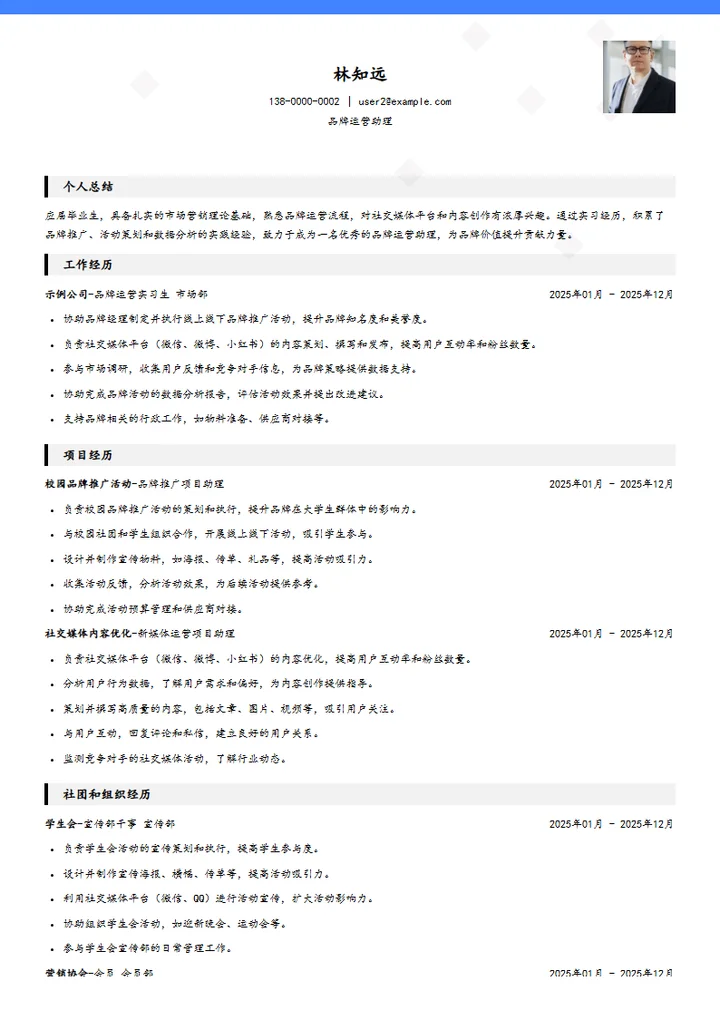 林知远
138-0000-0002 | user2@example.com
品牌运营助理
个人总结
应届毕业生，具备扎实的市场营销理论基础，熟悉品牌运营流程，对社交媒体平台和内容创作有浓厚兴趣。通过实习经历，积累了
品牌推广、活动策划和数据分析的实践经验，致力于成为一名优秀的品牌运营助理，为品牌价值提升贡献力量。
工作经历
示例公司-品牌运营实习生 市场部 2025年01月 - 2025年12月
• 协助品牌经理制定并执行线上线下品牌推广活动，提升品牌知名度和美誉度。
• 负责社交媒体平台（微信、微博、小红书）的内容策划、撰写和发布，提高用户互动率和粉丝数量。
• 参与市场调研，收集用户反馈和竞争对手信息，为品牌策略提供数据支持。
• 协助完成品牌活动的数据分析报告，评估活动效果并提出改进建议。
• 支持品牌相关的行政工作，如物料准备、供应商对接等。
项目经历
校园品牌推广活动-品牌推广项目助理 2025年01月 - 2025年12月
• 负责校园品牌推广活动的策划和执行，提升品牌在大学生群体中的影响力。
• 与校园社团和学生组织合作，开展线上线下活动，吸引学生参与。
• 设计并制作宣传物料，如海报、传单、礼品等，提高活动吸引力。
• 收集活动反馈，分析活动效果，为后续活动提供参考。
• 协助完成活动预算管理和供应商对接。
社交媒体内容优化-新媒体运营项目助理 2025年01月 - 2025年12月
• 负责社交媒体平台（微信、微博、小红书）的内容优化，提高用户互动率和粉丝数量。
• 分析用户行为数据，了解用户需求和偏好，为内容创作提供指导。
• 策划并撰写高质量的内容，包括文章、图片、视频等，吸引用户关注。
• 与用户互动，回复评论和私信，建立良好的用户关系。
• 监测竞争对手的社交媒体活动，了解行业动态。
社团和组织经历
学生会-宣传部干事 宣传部 2025年01月 - 2025年12月
• 负责学生会活动的宣传策划和执行，提高学生参与度。
• 设计并制作宣传海报、横幅、传单等，提高活动吸引力。
• 利用社交媒体平台（微信、QQ）进行活动宣传，扩大活动影响力。
• 协助组织学生会活动，如迎新晚会、运动会等。
• 参与学生会宣传部的日常管理工作。
营销协会-会员 会员部 2025年01月 - 2025年12月